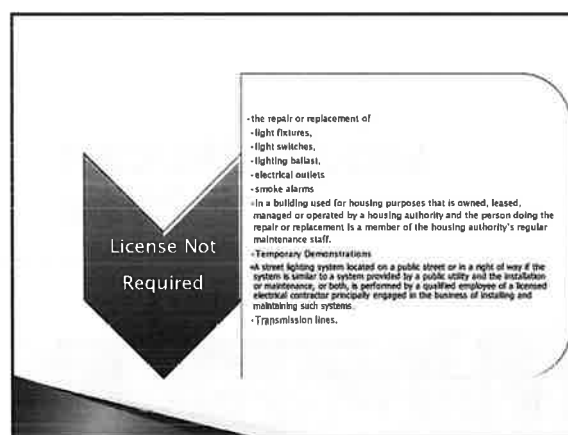 License Not
Required
-the repair or replacement of
-light fixtures,
-light switches,
-lighting ballast,
-electrical outlets
-smoke alarms
-in a building used for housing purposes that is owned, leased,
managed or operated by a housing authority and the person doing the
repair or replacement is a member of the housing authority's regular
maintenance staff.
-Temporary Demonstrations
•A street lighting system located on a public street or in a right of way if the
system is similar to a system provided by a public utility and the installation
or maintenance, or both, is performed by a qualified employee of a licensed
electrical contractor principally engaged in the business of installing and
maintaining such systems.
-Transmission lines.